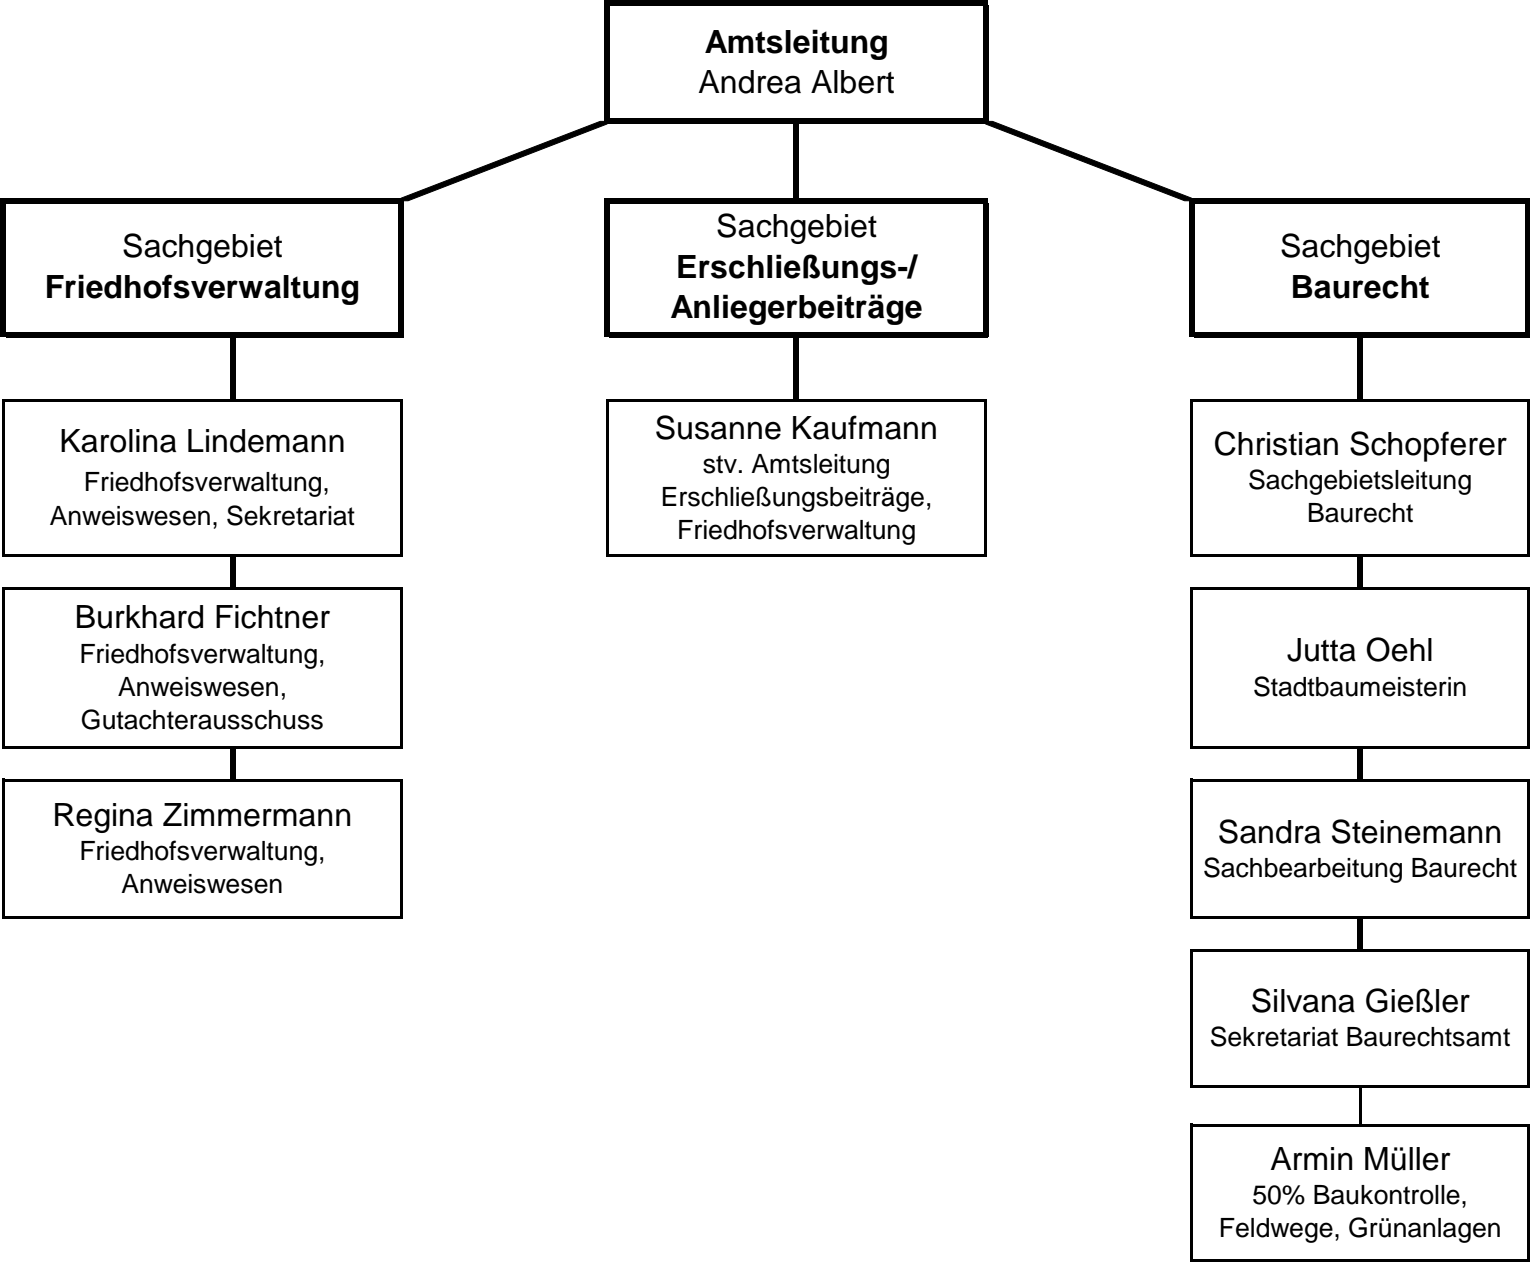 Amtsleitung
Andrea Albert
Sachgebiet
Friedhofsverwaltung
Sachgebiet
Erschließungs-/
Anliegerbeiträge
Sachgebiet
Baurecht
Karolina Lindemann
Friedhofsverwaltung,
Anweiswesen, Sekretariat
Burkhard Fichtner
Friedhofsverwaltung,
Anweiswesen,
Gutachterausschuss
Regina Zimmermann
Friedhofsverwaltung,
Anweiswesen
Susanne Kaufmann
stv. Amtsleitung
Erschließungsbeiträge,
Friedhofsverwaltung
Christian Schopferer
Sachgebietsleitung
Baurecht
Jutta Oehl
Stadtbaumeisterin
Sandra Steinemann
Sachbearbeitung Baurecht
Silvana Gießler
Sekretariat Baurechtsamt
Armin Müller
50% Baukontrolle,
Feldwege, Grünanlagen